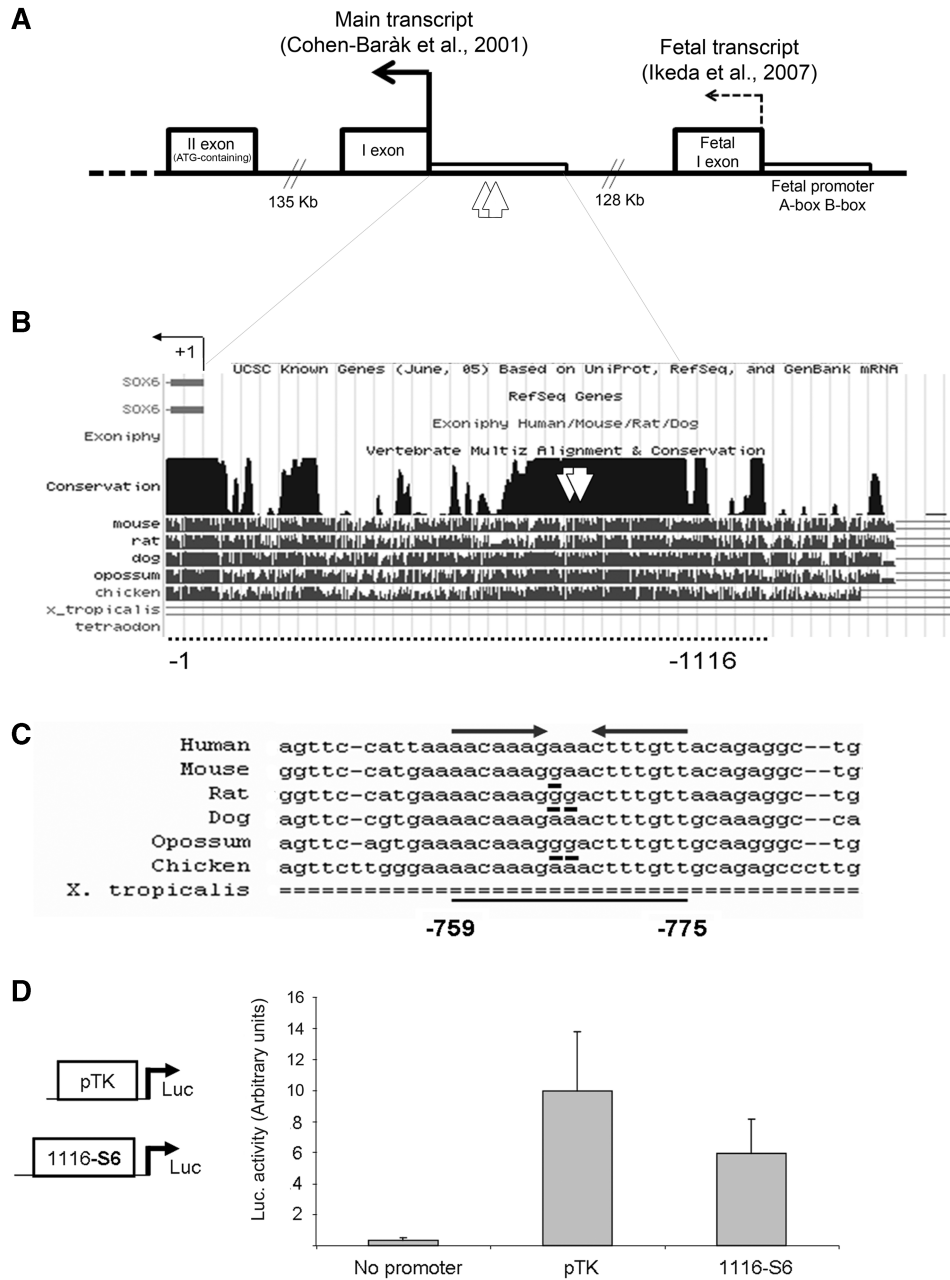 A
Main transcript
(Cohen-Baràk et al., 2001)
Fetal transcript
(Ikeda et al., 2007)
II exon
(ATG-containing)
I exon
Fetal
I exon
135 Kb
128 Kb
Fetal promoter
A-box B-box
B
+1
UCSC Known Genes (June, 05) Based on UniProt, RefSeq, and GenBank mRNA
SOX6
RefSeq Genes
SOX6
Exoniphy Human/Mouse/Rat/Dog
Exoniphy
Vertebrate Multiz Alignment & Conservation
Conservation
mouse
rat
dog
opossum
chicken
x_tropicalis
tetraodon
-1
-1116
C
Human agttc-cattaaaacaaagaaactttgttacagaggc--tg
Mouse ggttc-catgaaaacaaaggaactttgttacagaggc--tg
Rat ggttc-catgaaaacaaagggactttgttaaagaggc--tg
Dog agttc-cgtgaaaacaaagaaactttgttgcaaaggc--ca
Opossum agttc-agtgaaaacaaagggactttgttgcaagggc--tg
Chicken agttcttgggaaaacaaagaaactttgttgcagagcccttg
X. tropicalis =========================================
-759
-775
D
pTK
Luc
1116-S6
Luc
Luc. activity (Arbitrary units)
16
14
12
10
8
6
4
2
No promoter
pTK
1116-S6